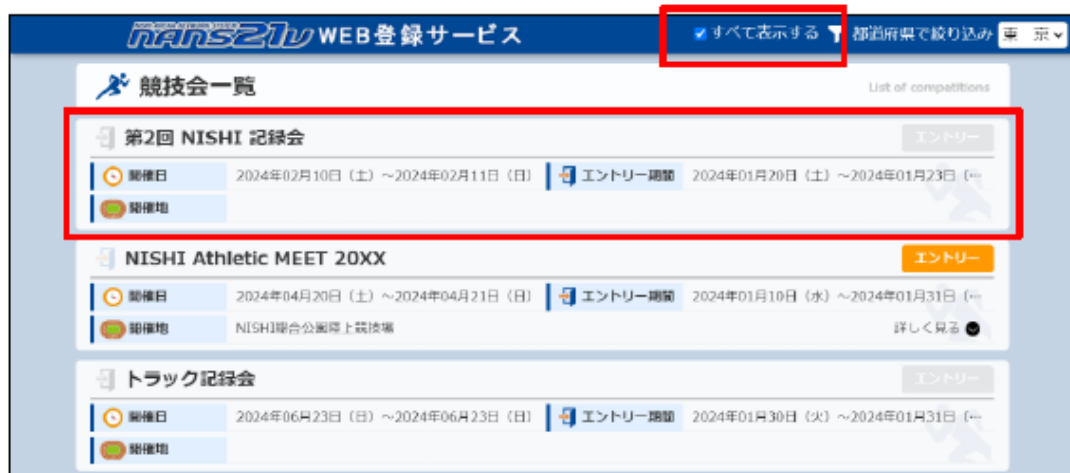 NANS21V WEB登録サービス すべて表示する 都道府県で絞り込み 東 京
競技会一覧 List of competitions
第2回 NISHI 記録会 エントリー
開催日 2024年02月10日（土）～2024年02月11日（日） エントリー期間 2024年01月20日（土）～2024年01月23日（…
開催地
NISHI Athletic MEET 20XX エントリー
開催日 2024年04月20日（土）～2024年04月21日（日） エントリー期間 2024年01月10日（水）～2024年01月31日（…
開催地 NISHI総合公園陸上競技場 詳しく見る
トラック記録会 エントリー
開催日 2024年06月23日（日）～2024年06月23日（日） エントリー期間 2024年01月30日（火）～2024年01月31日（…
開催地